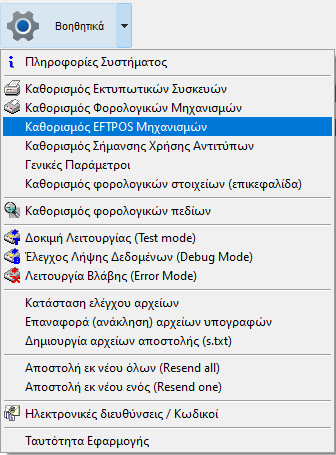 Βοηθητικά
Πληροφορίες Συστήματος
Καθορισμός Εκτυπωτικών Συσκευών
Καθορισμός Φορολογικών Μηχανισμών
Καθορισμός EFTPOS Μηχανισμών
Καθορισμός Σήμανσης Χρήσης Αντιτύπων
Γενικές Παράμετροι
Καθορισμός φορολογικών στοιχείων (επικεφαλίδα)
Καθορισμός φορολογικών πεδίων
Δοκιμή Λειτουργίας (Test mode)
Έλεγχος Λήψης Δεδομένων (Debug Mode)
Λειτουργία Βλάβης (Error Mode)
Κατάσταση ελέγχου αρχείων
Επαναφορά (ανάκληση) αρχείων υπογραφών
Δημιουργία αρχείων αποστολής (s.txt)
Αποστολή εκ νέου όλων (Resend all)
Αποστολή εκ νέου ενός (Resend one)
Ηλεκτρονικές διευθύνσεις / Κωδικοί
Ταυτότητα Εφαρμογής